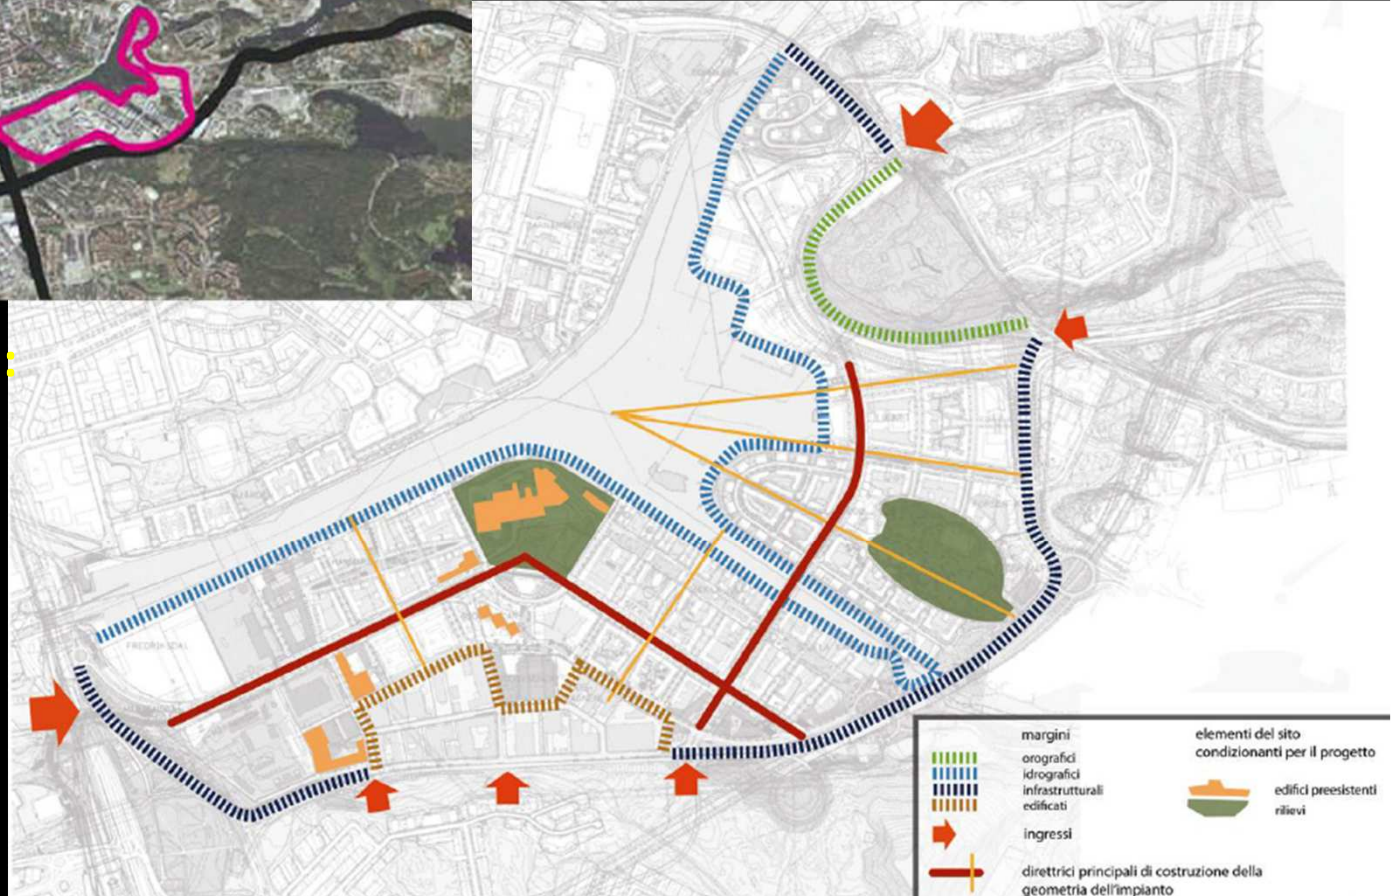 FREDRIKSDAL
margini
orografici
idrografici
infrastrutturali
edificati
ingressi
direttrici principali di costruzione della
geometria dell'impianto
elementi del sito
condizionanti per il progetto
edifici preesistenti
rilievi